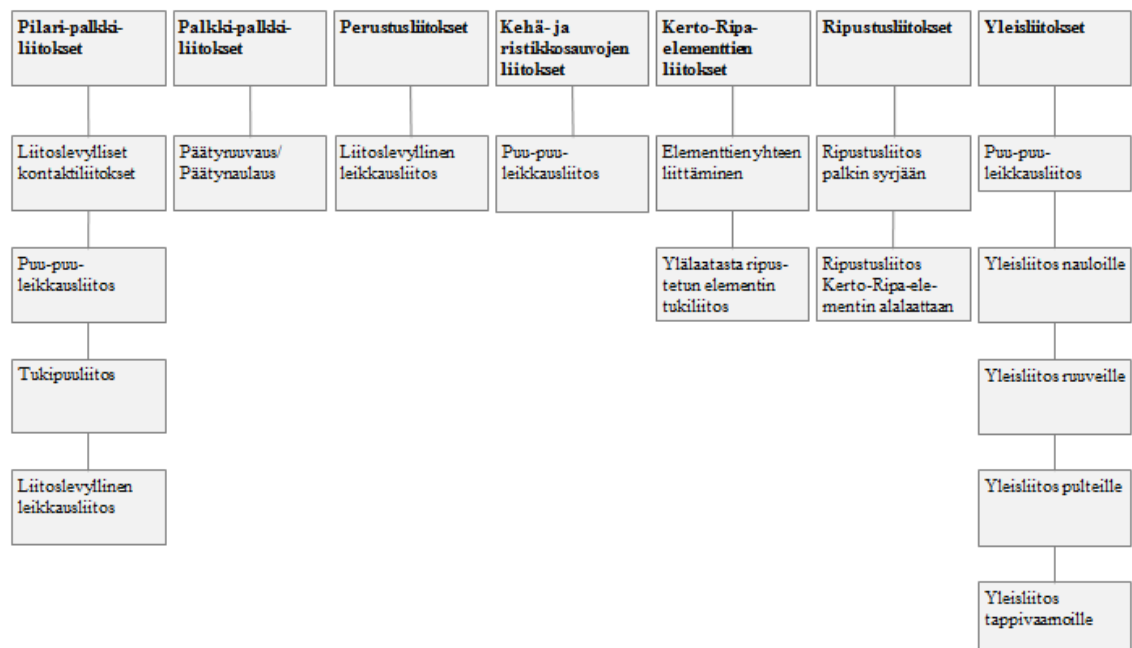 Pilari-palkki-
liitokset
Palkki-palkki-
liitokset
Perustusliitokset
Kehä- ja
ristikkosauvojen
liitokset
Kerto-Ripa-
elementtien
liitokset
Ripustusliitokset
Yleisliitokset
Liitoslevylliset
kontaktiliitokset
Päätyruuvaus/
Päätynaulaus
Liitoslevyllinen
leikkausliitos
Puu-puu-
leikkausliitos
Elementtien yhteen
liittäminen
Ripustusliitos
palkin syrjään
Puu-puu-
leikkausliitos
Puu-puu-
leikkausliitos
Ylälaatasta ripus-
tetun elementin
tukiliitos
Ripustusliitos
Kerto-Ripa-ele-
mentin alalaattaan
Yleisliitos nauloille
Tukipuuliitos
Yleisliitos ruuveille
Liitoslevyllinen
leikkausliitos
Yleisliitos pulteille
Yleisliitos
tappivaarnoille